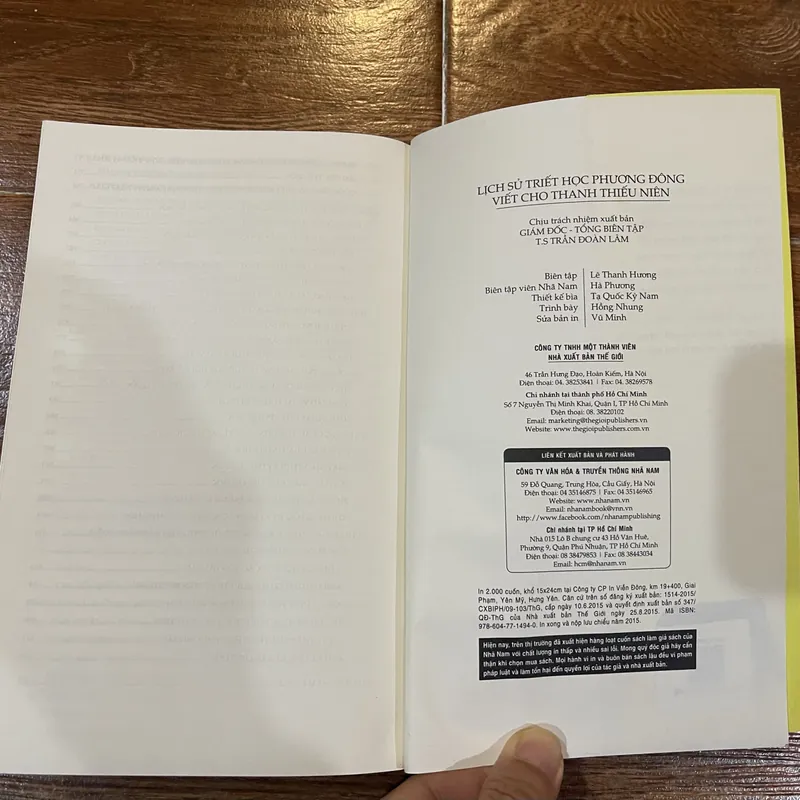 LỊCH SỬ TRIẾT HỌC PHƯƠNG ĐÔNG
VIẾT CHO THANH THIẾU NIÊN
Chịu trách nhiệm xuất bản
GIÁM ĐỐC - TỔNG BIÊN TẬP
T.S TRẦN ĐOÀN LÂM
Biên tập Lê Thanh Hương
Biên tập viên Nhã Nam Hà Phương
Thiết kế bìa Tạ Quốc Kỳ Nam
Trình bày Hồng Nhung
Sửa bản in Vũ Minh
CÔNG TY TNHH MỘT THÀNH VIÊN
NHÀ XUẤT BẢN THẾ GIỚI
46 Trần Hưng Đạo, Hoàn Kiếm, Hà Nội
Điện thoại: 04. 38253841 | Fax: 04. 38269578
Chi nhánh tại thành phố Hồ Chí Minh
Số 7 Nguyễn Thị Minh Khai, Quận I, TP Hồ Chí Minh
Điện thoại: 08. 38220102
Email: marketing@thegioipublishers.vn
Website: www.thegioipublishers.com.vn
LIÊN KẾT XUẤT BẢN VÀ PHÁT HÀNH
CÔNG TY VĂN HÓA & TRUYỀN THÔNG NHÃ NAM
59 Đỗ Quang, Trung Hòa, Cầu Giấy, Hà Nội
Điện thoại: 04 35146875 | Fax: 04 35146965
Website: www.nhanam.vn
Email: nhanambook@vnn.vn
http://www.facebook.com/nhanampublishing
Chi nhánh tại TP Hồ Chí Minh
Nhà 015 Lô B chung cư 43 Hồ Văn Huê,
Phường 9, Quận Phú Nhuận, TP Hồ Chí Minh
Điện thoại: 08 38479853 | Fax: 08 38443034
Email: hcm@nhanam.vn
In 2.000 cuốn, khổ 15x24cm tại Công ty CP In Viễn Đông, km 19+400, Giai
Phạm, Yên Mỹ, Hưng Yên. Căn cứ trên số đăng ký xuất bản: 1514-2015/
CXBIPH/09-103/ThG, cấp ngày 10.6.2015 và quyết định xuất bản số 347/
QĐ-ThG của Nhà xuất bản Thế Giới ngày 25.8.2015. Mã ISBN:
978-604-77-1494-0. In xong và nộp lưu chiểu năm 2015.
Hiện nay, trên thị trường đã xuất hiện hàng loạt cuốn sách làm giả sách của
Nhã Nam với chất lượng in thấp và nhiều sai lỗi. Mong quý độc giả hãy cẩn
thận khi chọn mua sách. Mọi hành vi in và buôn bán sách lậu đều vi phạm
pháp luật và làm tổn hại đến quyền lợi của tác giả và nhà xuất bản.